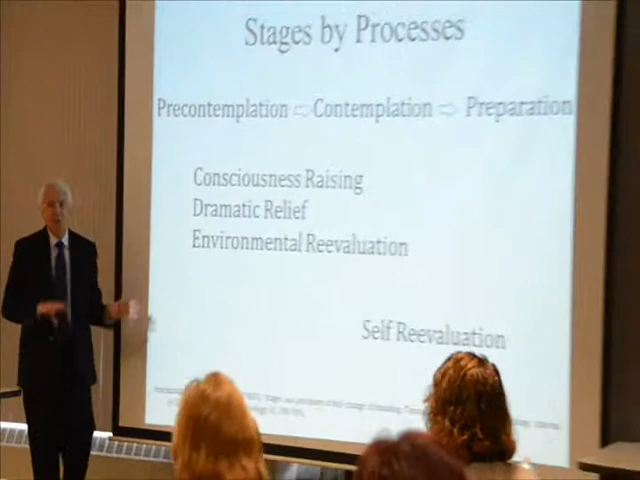 Stages by Processes
Precontemplation ⇨ Contemplation ⇨ Preparation
Consciousness Raising
Dramatic Relief
Environmental Reevaluation
Self Reevaluation